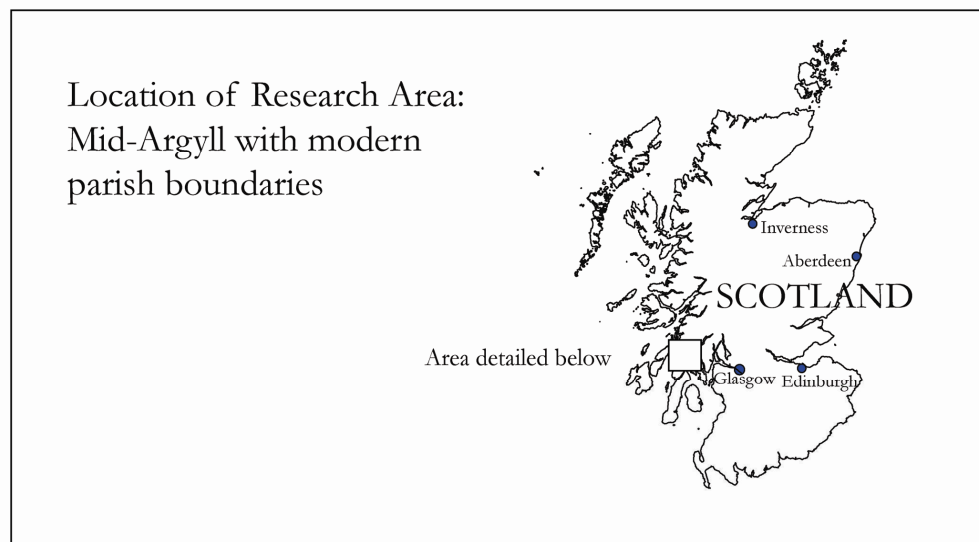 Location of Research Area:
Mid-Argyll with modern
parish boundaries
Inverness
Aberdeen
SCOTLAND
Area detailed below
Glasgow
Edinburgh